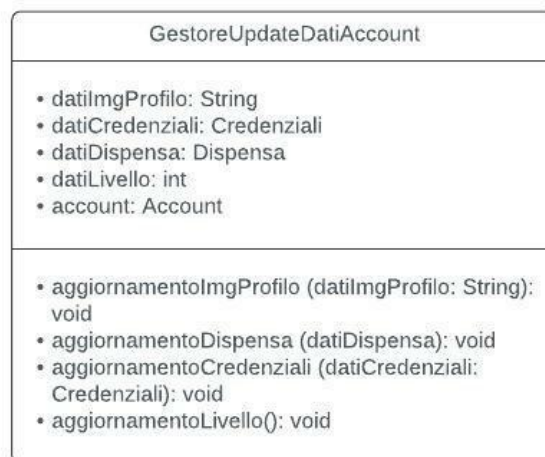 GestoreUpdateDatiAccount
• datiImgProfilo: String
• datiCredenziali: Credenziali
• datiDispensa: Dispensa
• datiLivello: int
• account: Account
• aggiornamentoImgProfilo (datiImgProfilo: String):
void
• aggiornamentoDispensa (datiDispensa): void
• aggiornamentoCredenziali (datiCredenziali:
Credenziali): void
• aggiornamentoLivello(): void